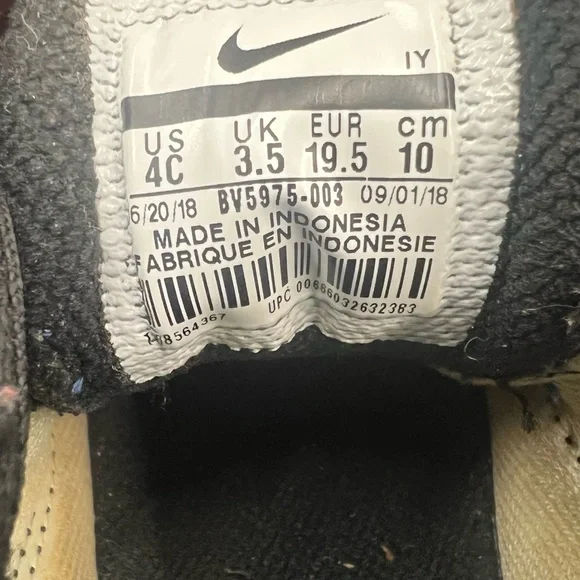 IY
US UK EUR cm
4C 3.5 19.5 10
6/20/18 BV5975-003 09/01/18
MADE IN INDONESIA
FABRIQUE EN INDONESIE
UPC 00666032632383